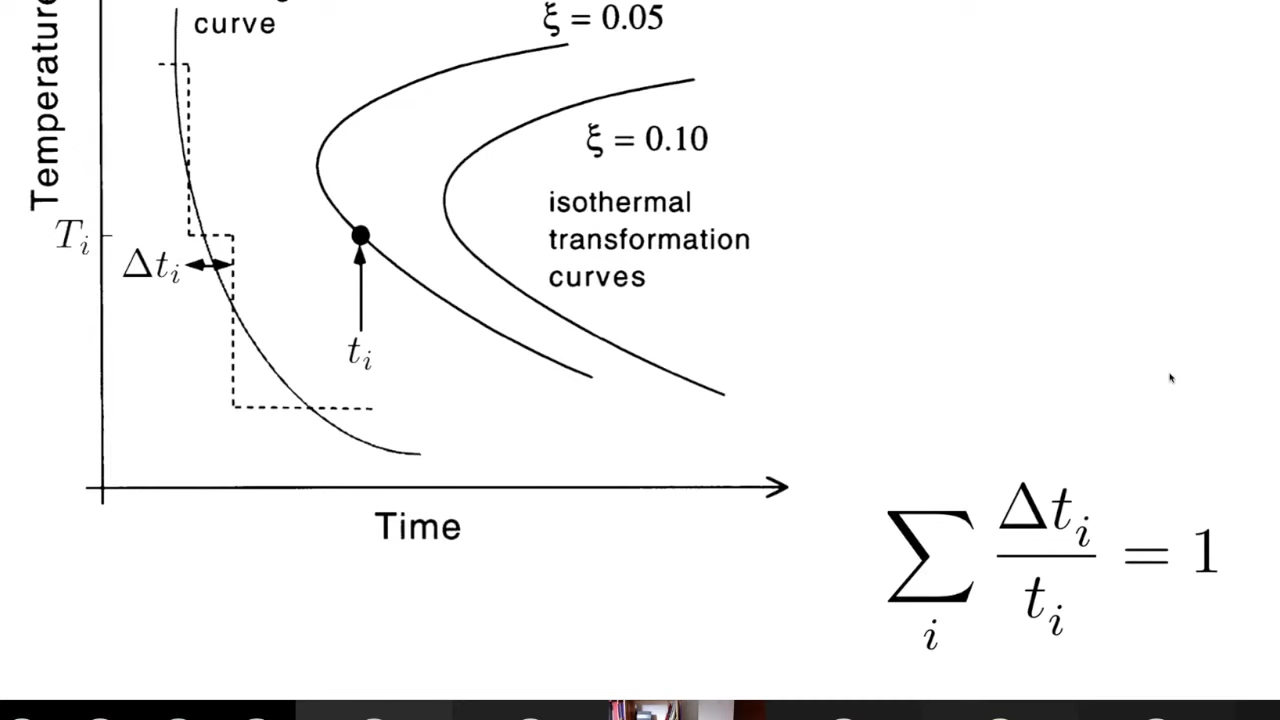 curve
ξ = 0.05
ξ = 0.10
Temperature
isothermal
transformation
curves
T_i
Δt_i
t_i
Time
∑_i Δt_i / t_i = 1